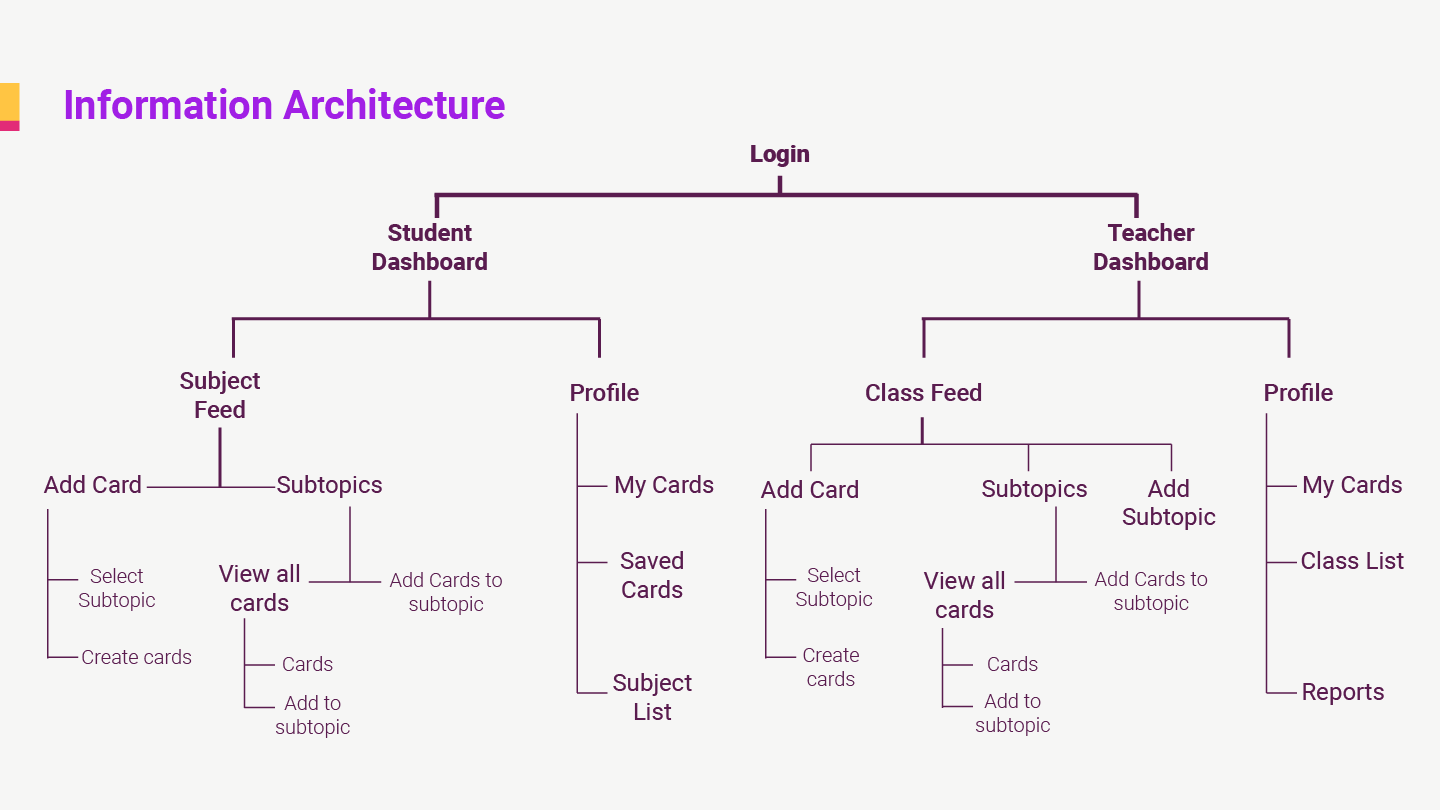 Information Architecture
Login
Student
Dashboard
Teacher
Dashboard
Subject
Feed
Profile
Class Feed
Profile
Add Card
Subtopics
My Cards
Add Card
Subtopics
Add
Subtopic
My Cards
Select
Subtopic
View all
cards
Add Cards to
subtopic
Saved
Cards
Select
Subtopic
View all
cards
Add Cards to
subtopic
Class List
Create cards
Cards
Add to
subtopic
Subject
List
Create
cards
Cards
Add to
subtopic
Reports